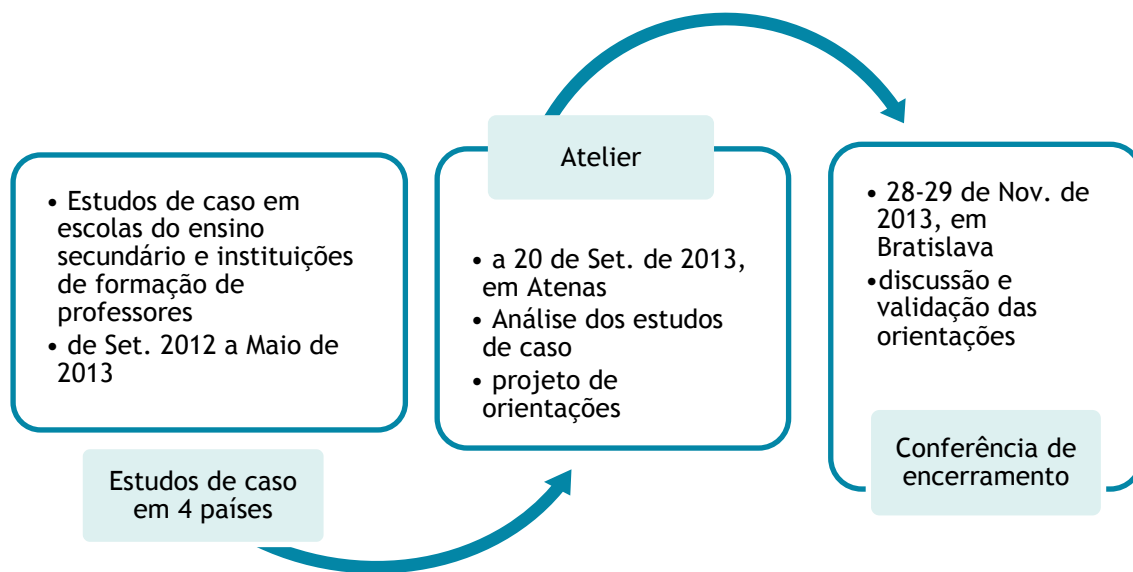 • Estudos de caso em
escolas do ensino
secundário e instituições
de formação de
professores
• de Set. 2012 a Maio de
2013
Estudos de caso
em 4 países
Atelier
• a 20 de Set. de 2013,
em Atenas
• Análise dos estudos
de caso
• projeto de
orientações
• 28-29 de Nov. de
2013, em
Bratislava
•discussão e
validação das
orientações
Conferência de
encerramento